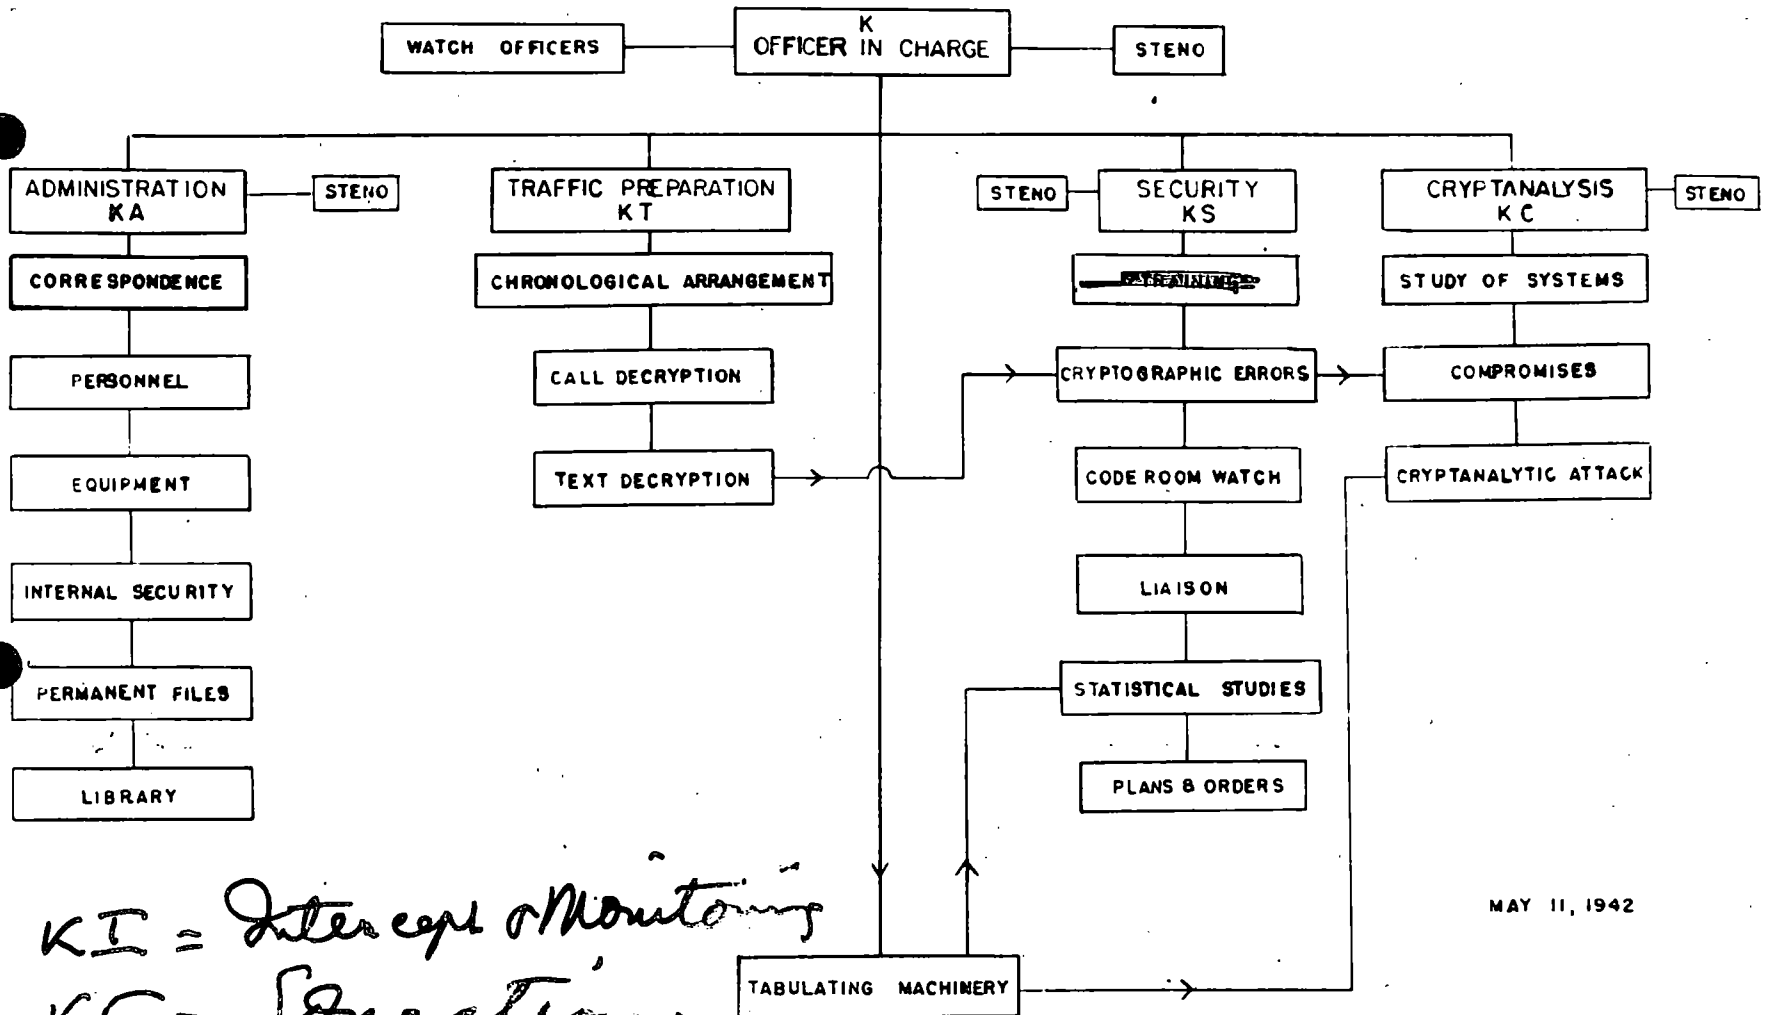 WATCH OFFICERS
K
OFFICER IN CHARGE
STENO
ADMINISTRATION
KA
STENO
TRAFFIC PREPARATION
KT
STENO
SECURITY
KS
CRYPTANALYSIS
KC
STENO
CORRESPONDENCE
CHRONOLOGICAL ARRANGEMENT
STUDY OF SYSTEMS
PERSONNEL
CALL DECRYPTION
CRYPTOGRAPHIC ERRORS
COMPROMISES
EQUIPMENT
TEXT DECRYPTION
CODE ROOM WATCH
CRYPTANALYTIC ATTACK
INTERNAL SECURITY
LIAISON
PERMANENT FILES
STATISTICAL STUDIES
LIBRARY
PLANS & ORDERS
KI = Intercept & Monitoring
MAY 11, 1942
TABULATING MACHINERY